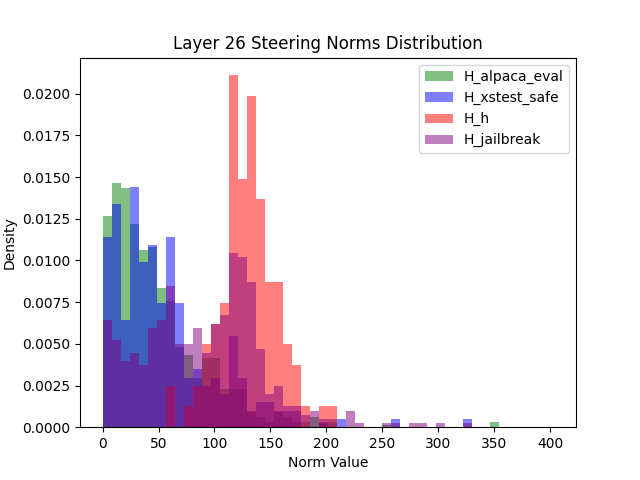 Layer 26 Steering Norms Distribution
H_alpaca_eval
H_xstest_safe
H_h
H_jailbreak
Density
0.0200
0.0175
0.0150
0.0125
0.0100
0.0075
0.0050
0.0025
0.0000
0 50 100 150 200 250 300 350 400
Norm Value